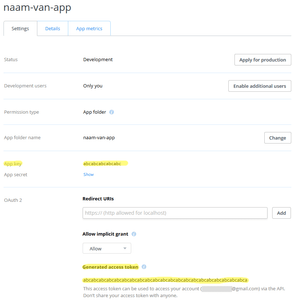 naam-van-app
Settings Details App metrics
Status Development Apply for production
Development users Only you Enable additional users
Permission type App folder
App folder name naam-van-app Change
App key abcabcabcabcabc
App secret Show
OAuth 2 Redirect URIs
https:// (http allowed for localhost) Add
Allow implicit grant
Allow
Generated access token
This access token can be used to access your account ( @gmail.com) via the API.
Don't share your access token with anyone.